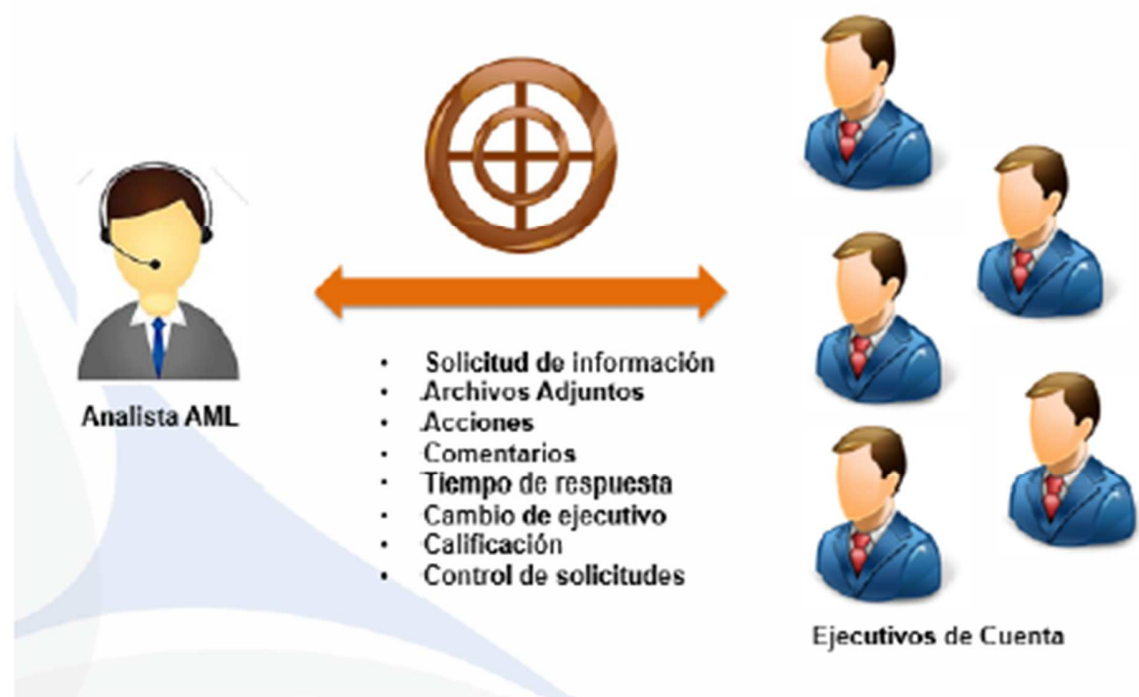 Analista AML
• Solicitud de información
• Archivos Adjuntos
• Acciones
• Comentarios
• Tiempo de respuesta
• Cambio de ejecutivo
• Calificación
• Control de solicitudes
Ejecutivos de Cuenta